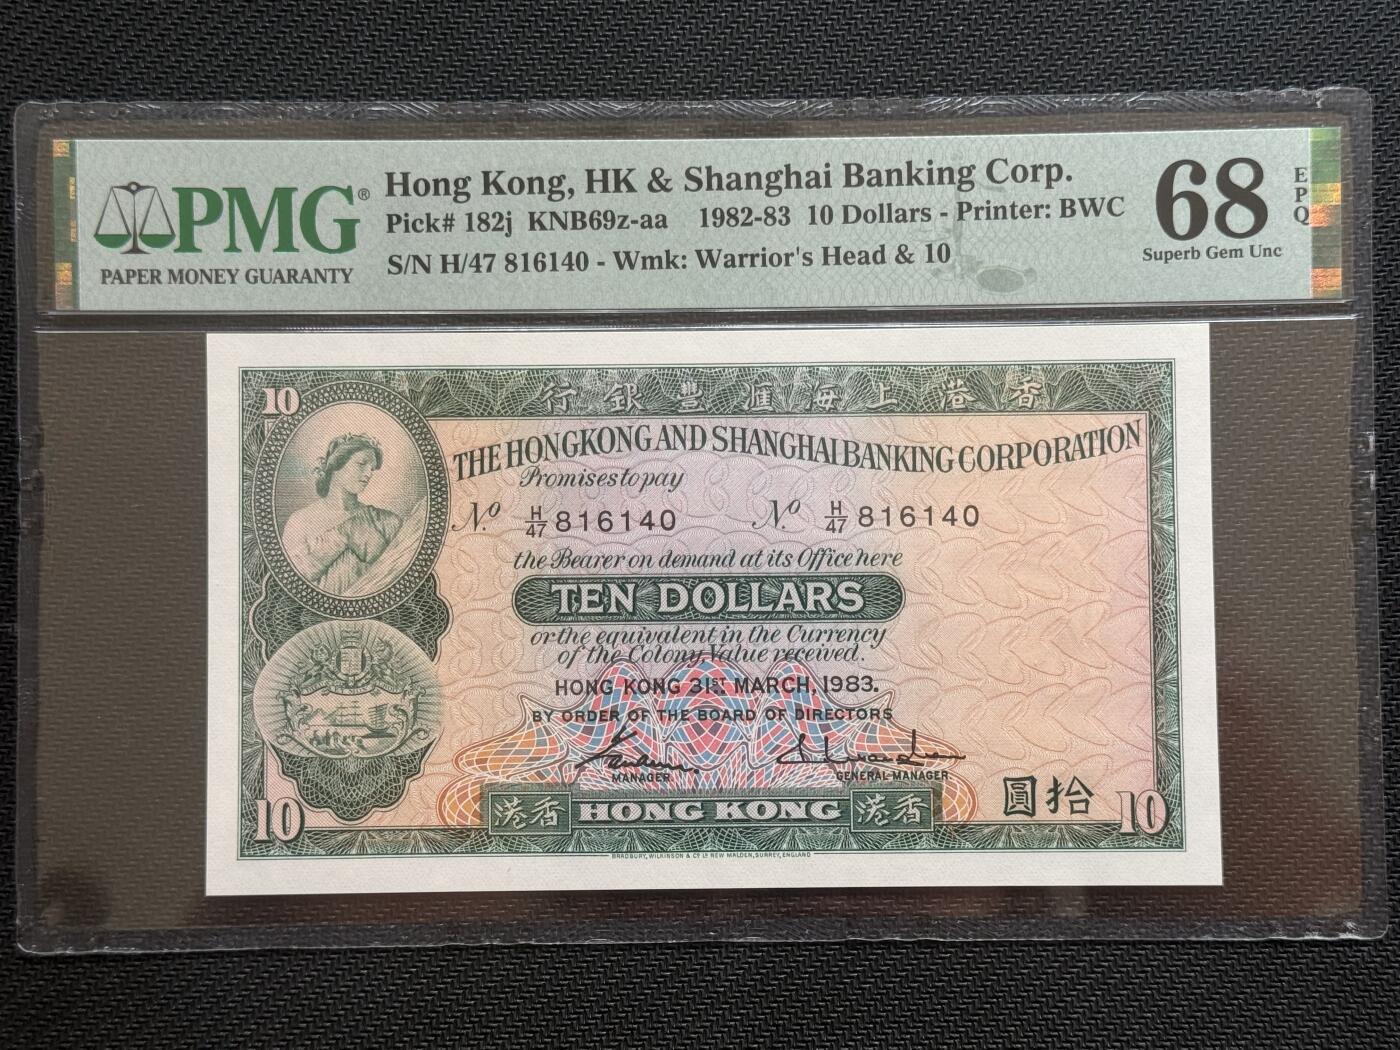 PMG®
PAPER MONEY GUARANTY
Hong Kong, HK & Shanghai Banking Corp.
Pick# 182j KNB69z-aa 1982-83 10 Dollars - Printer: BWC
S/N H/47 816140 - Wmk: Warrior's Head & 10
68
EPQ
Superb Gem Unc
10
行銀豐滙海上港香
THE HONGKONG AND SHANGHAI BANKING CORPORATION
Promises to pay
No. H/47 816140 No. H/47 816140
the Bearer on demand at its Office here
TEN DOLLARS
or the equivalent in the Currency
of the Colony, Value received.
HONG KONG 31ST MARCH, 1983.
BY ORDER OF THE BOARD OF DIRECTORS
MANAGER GENERAL MANAGER
圓拾
10 港香 HONG KONG 港香 10
BRADBURY, WILKINSON & Co. Ld. NEW MALDEN, SURREY, ENGLAND